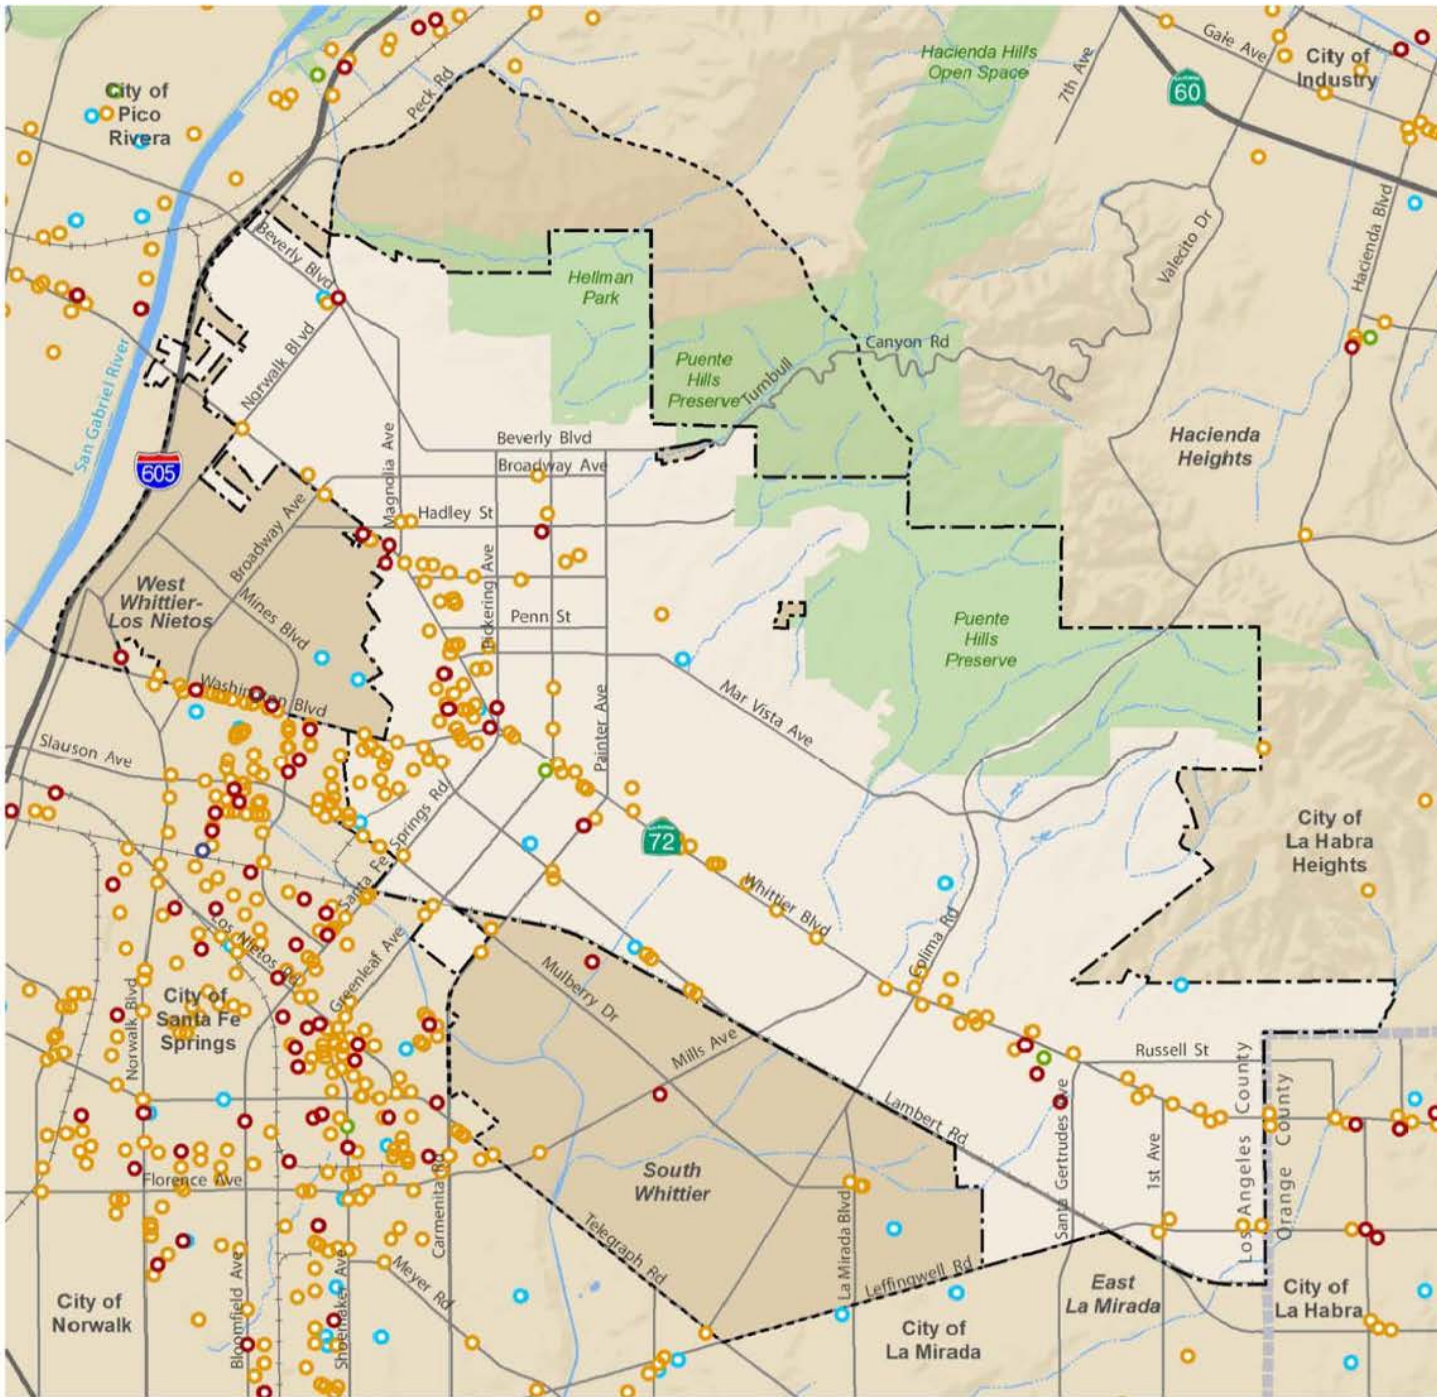 Hacienda Hill's
Open Space
7th Ave
Gale Ave
City of
Industry
60
City of
Pico
Rivera
Peck Rd
Beverly Blvd
Hellman
Park
Valecito Dr
Hacienda Blvd
Norwalk Blvd
San Gabriel River
Canyon Rd
Turnbull
Puente
Hills
Preserve
Hacienda
Heights
605
Magnolia Ave
Beverly Blvd
Broadway Ave
Hadley St
Broadway Ave
Pickering Ave
West
Whittier-
Los Nietos
Mines Blvd
Penn St
Puente
Hills
Preserve
Washington Blvd
Slauson Ave
Painter Ave
Mar Vista Ave
Santa Fe Springs Rd
72
Whittier Blvd
City of
La Habra
Heights
Los Nietos Rd
Greenleaf Ave
Colima Rd
Mulberry Dr
City of
Santa Fe
Springs
Norwalk Blvd
Mills Ave
Russell St
Lambert Rd
Santa Gertrudes Ave
1st Ave
Los Angeles County
Orange County
Florence Ave
Carmenita Rd
South
Whittier
La Mirada Blvd
Telegraph Rd
Leffingwell Rd
Meyer Rd
Bloomfield Ave
Shoemaker Ave
City of
Norwalk
East
La Mirada
City of
La Habra
City of
La Mirada